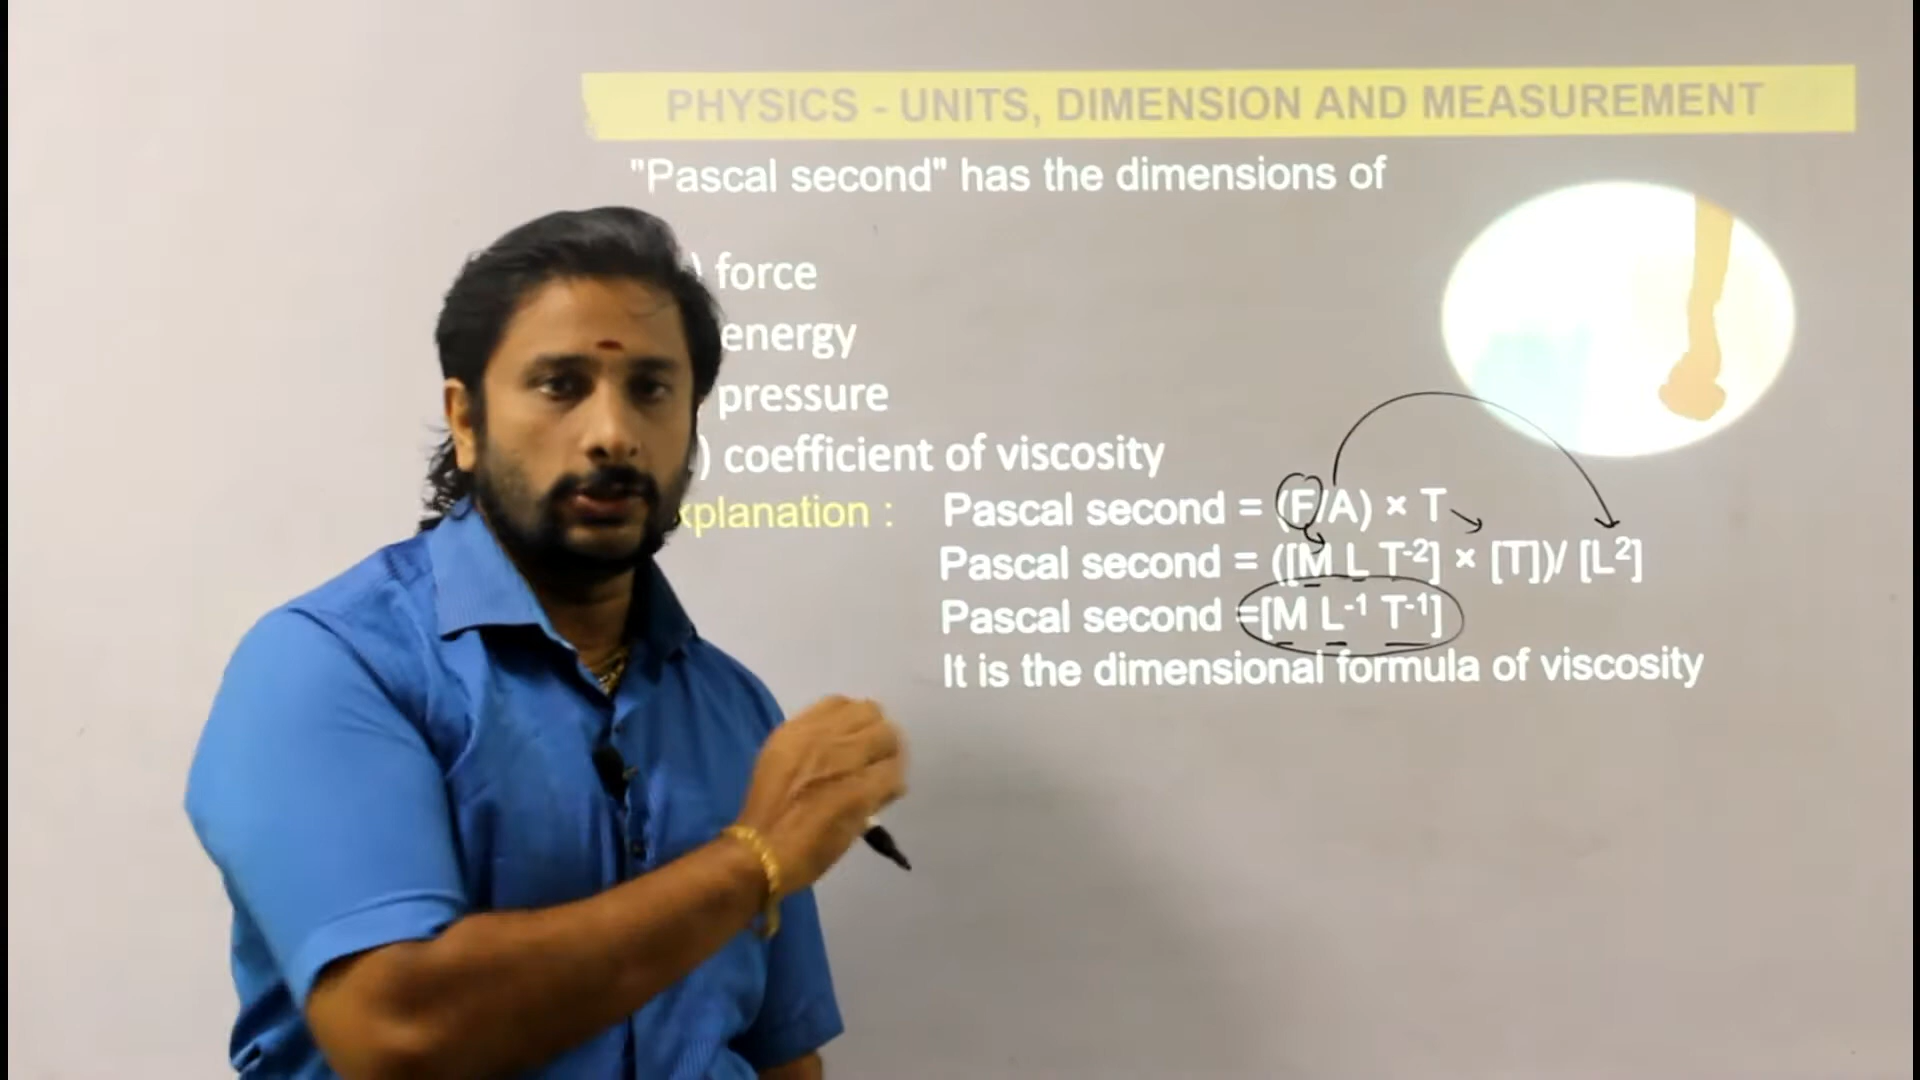 PHYSICS - UNITS, DIMENSION AND MEASUREMENT
"Pascal second" has the dimensions of
) force
energy
pressure
) coefficient of viscosity
xplanation : Pascal second = (F/A) × T
Pascal second = ([M L T⁻²] × [T])/ [L²]
Pascal second =[M L⁻¹ T⁻¹]
It is the dimensional formula of viscosity